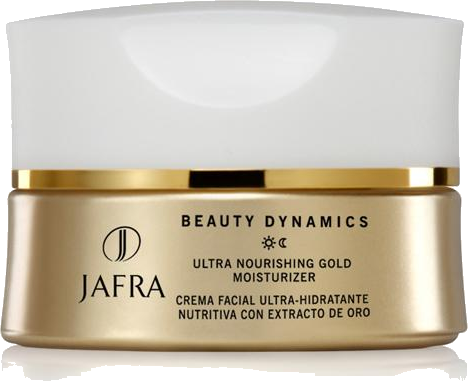 BEAUTY DYNAMICS
ULTRA NOURISHING GOLD
MOISTURIZER
JAFRA
CREMA FACIAL ULTRA-HIDRATANTE
NUTRITIVA CON EXTRACTO DE ORO